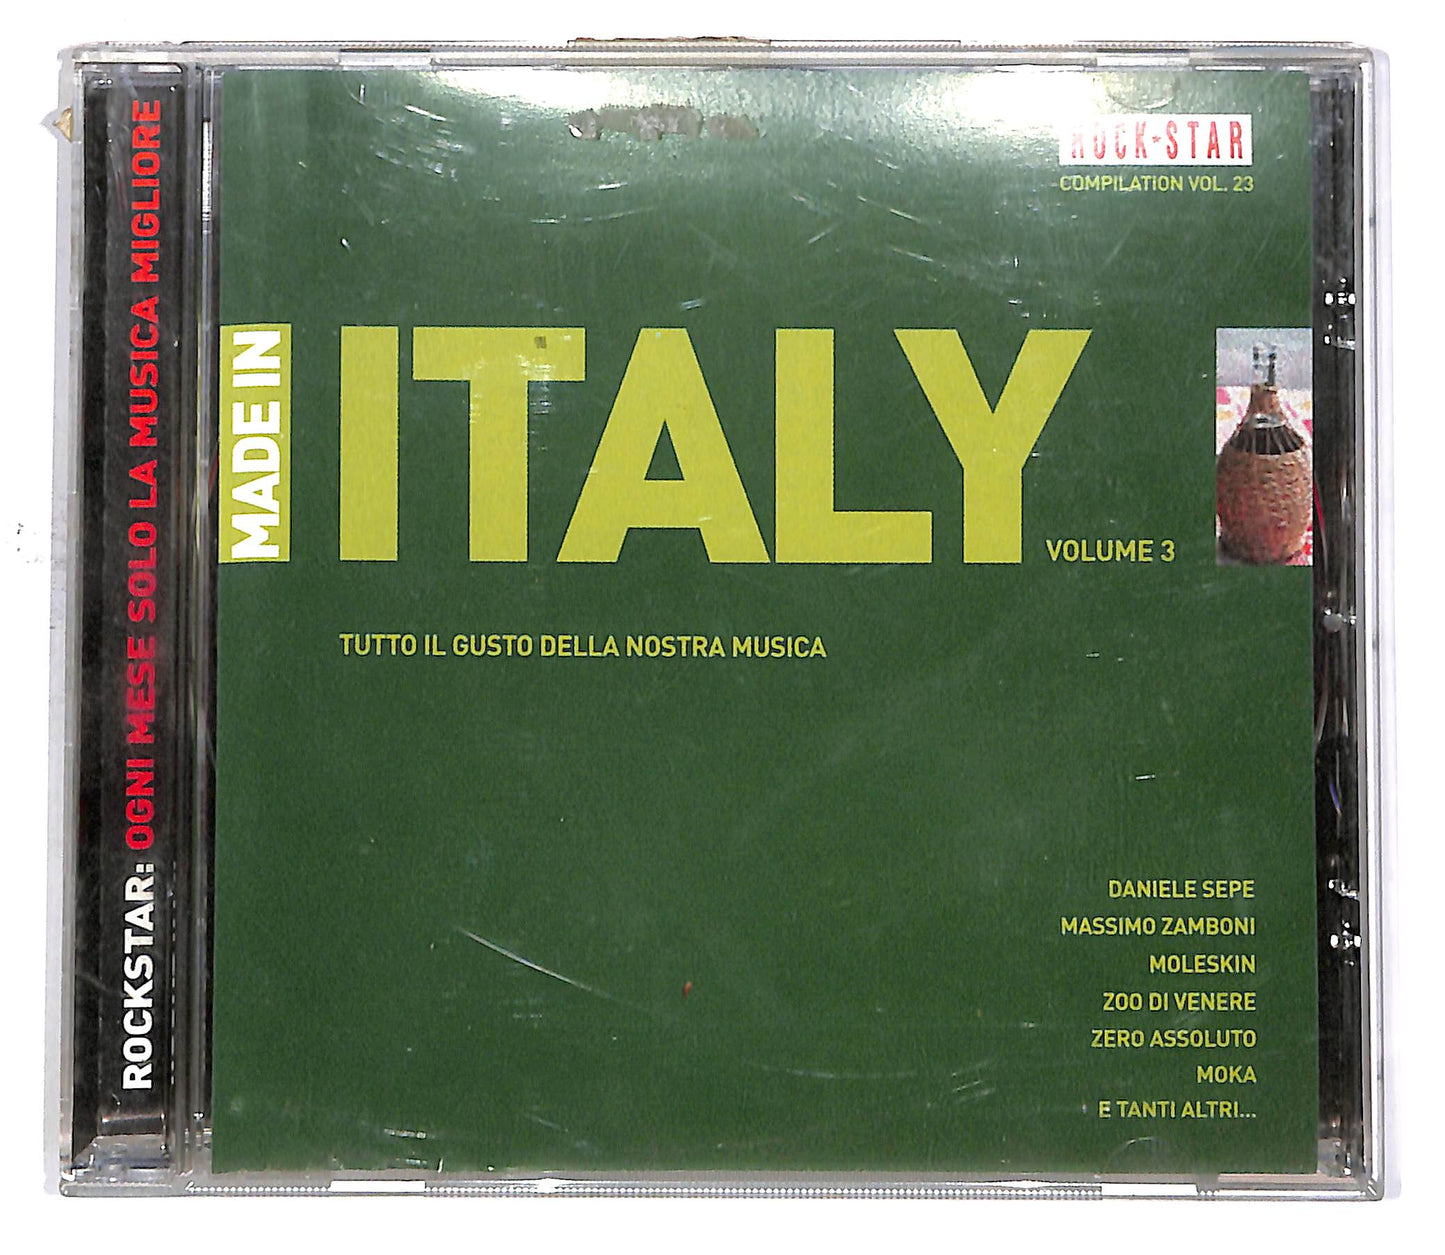 ROCKSTAR: OGNI MESE SOLO LA MUSICA MIGLIORE
ROCK★STAR
COMPILATION VOL. 23
MADE IN
ITALY
VOLUME 3
TUTTO IL GUSTO DELLA NOSTRA MUSICA
DANIELE SEPE
MASSIMO ZAMBONI
MOLESKIN
ZOO DI VENERE
ZERO ASSOLUTO
MOKA
E TANTI ALTRI...